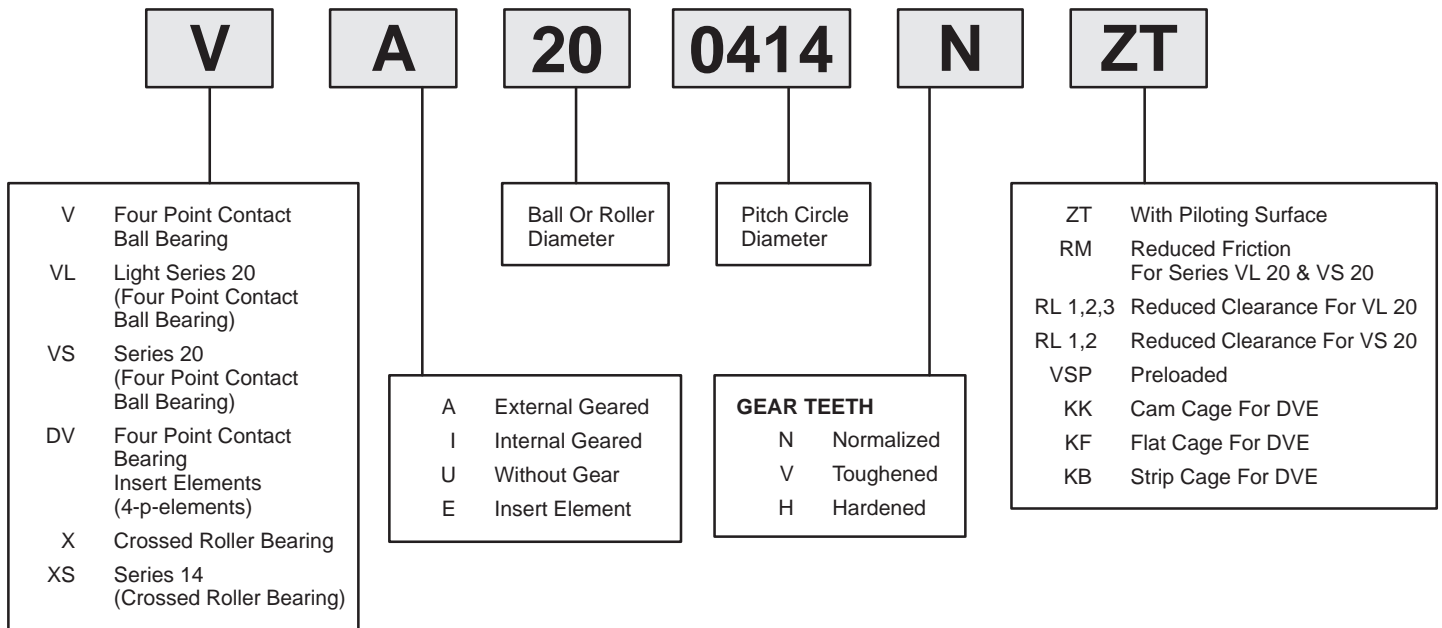 V A 20 0414 N ZT
V Four Point Contact
Ball Bearing
VL Light Series 20
(Four Point Contact
Ball Bearing)
VS Series 20
(Four Point Contact
Ball Bearing)
DV Four Point Contact
Bearing
Insert Elements
(4-p-elements)
X Crossed Roller Bearing
XS Series 14
(Crossed Roller Bearing)
A External Geared
I Internal Geared
U Without Gear
E Insert Element
Ball Or Roller
Diameter
Pitch Circle
Diameter
GEAR TEETH
N Normalized
V Toughened
H Hardened
ZT With Piloting Surface
RM Reduced Friction
For Series VL 20 & VS 20
RL 1,2,3 Reduced Clearance For VL 20
RL 1,2 Reduced Clearance For VS 20
VSP Preloaded
KK Cam Cage For DVE
KF Flat Cage For DVE
KB Strip Cage For DVE